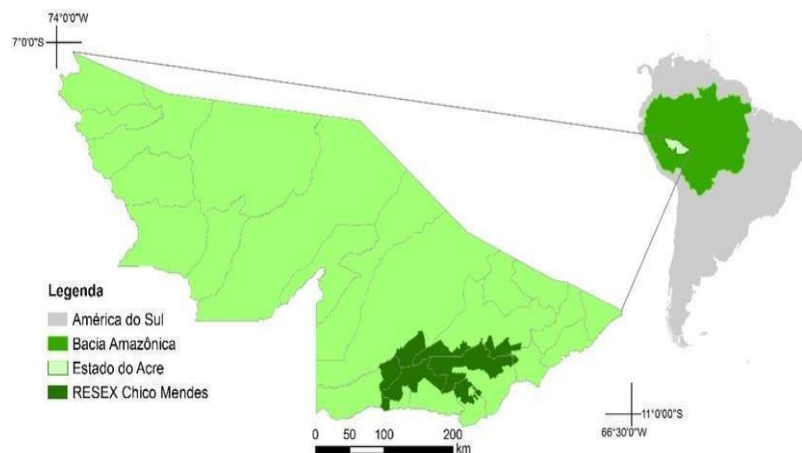 74°0'0"W
7°0'0"S
Legenda
América do Sul
Bacia Amazônica
Estado do Acre
RESEX Chico Mendes
11°0'0"S
66°30'0"W
0 50 100 200
km